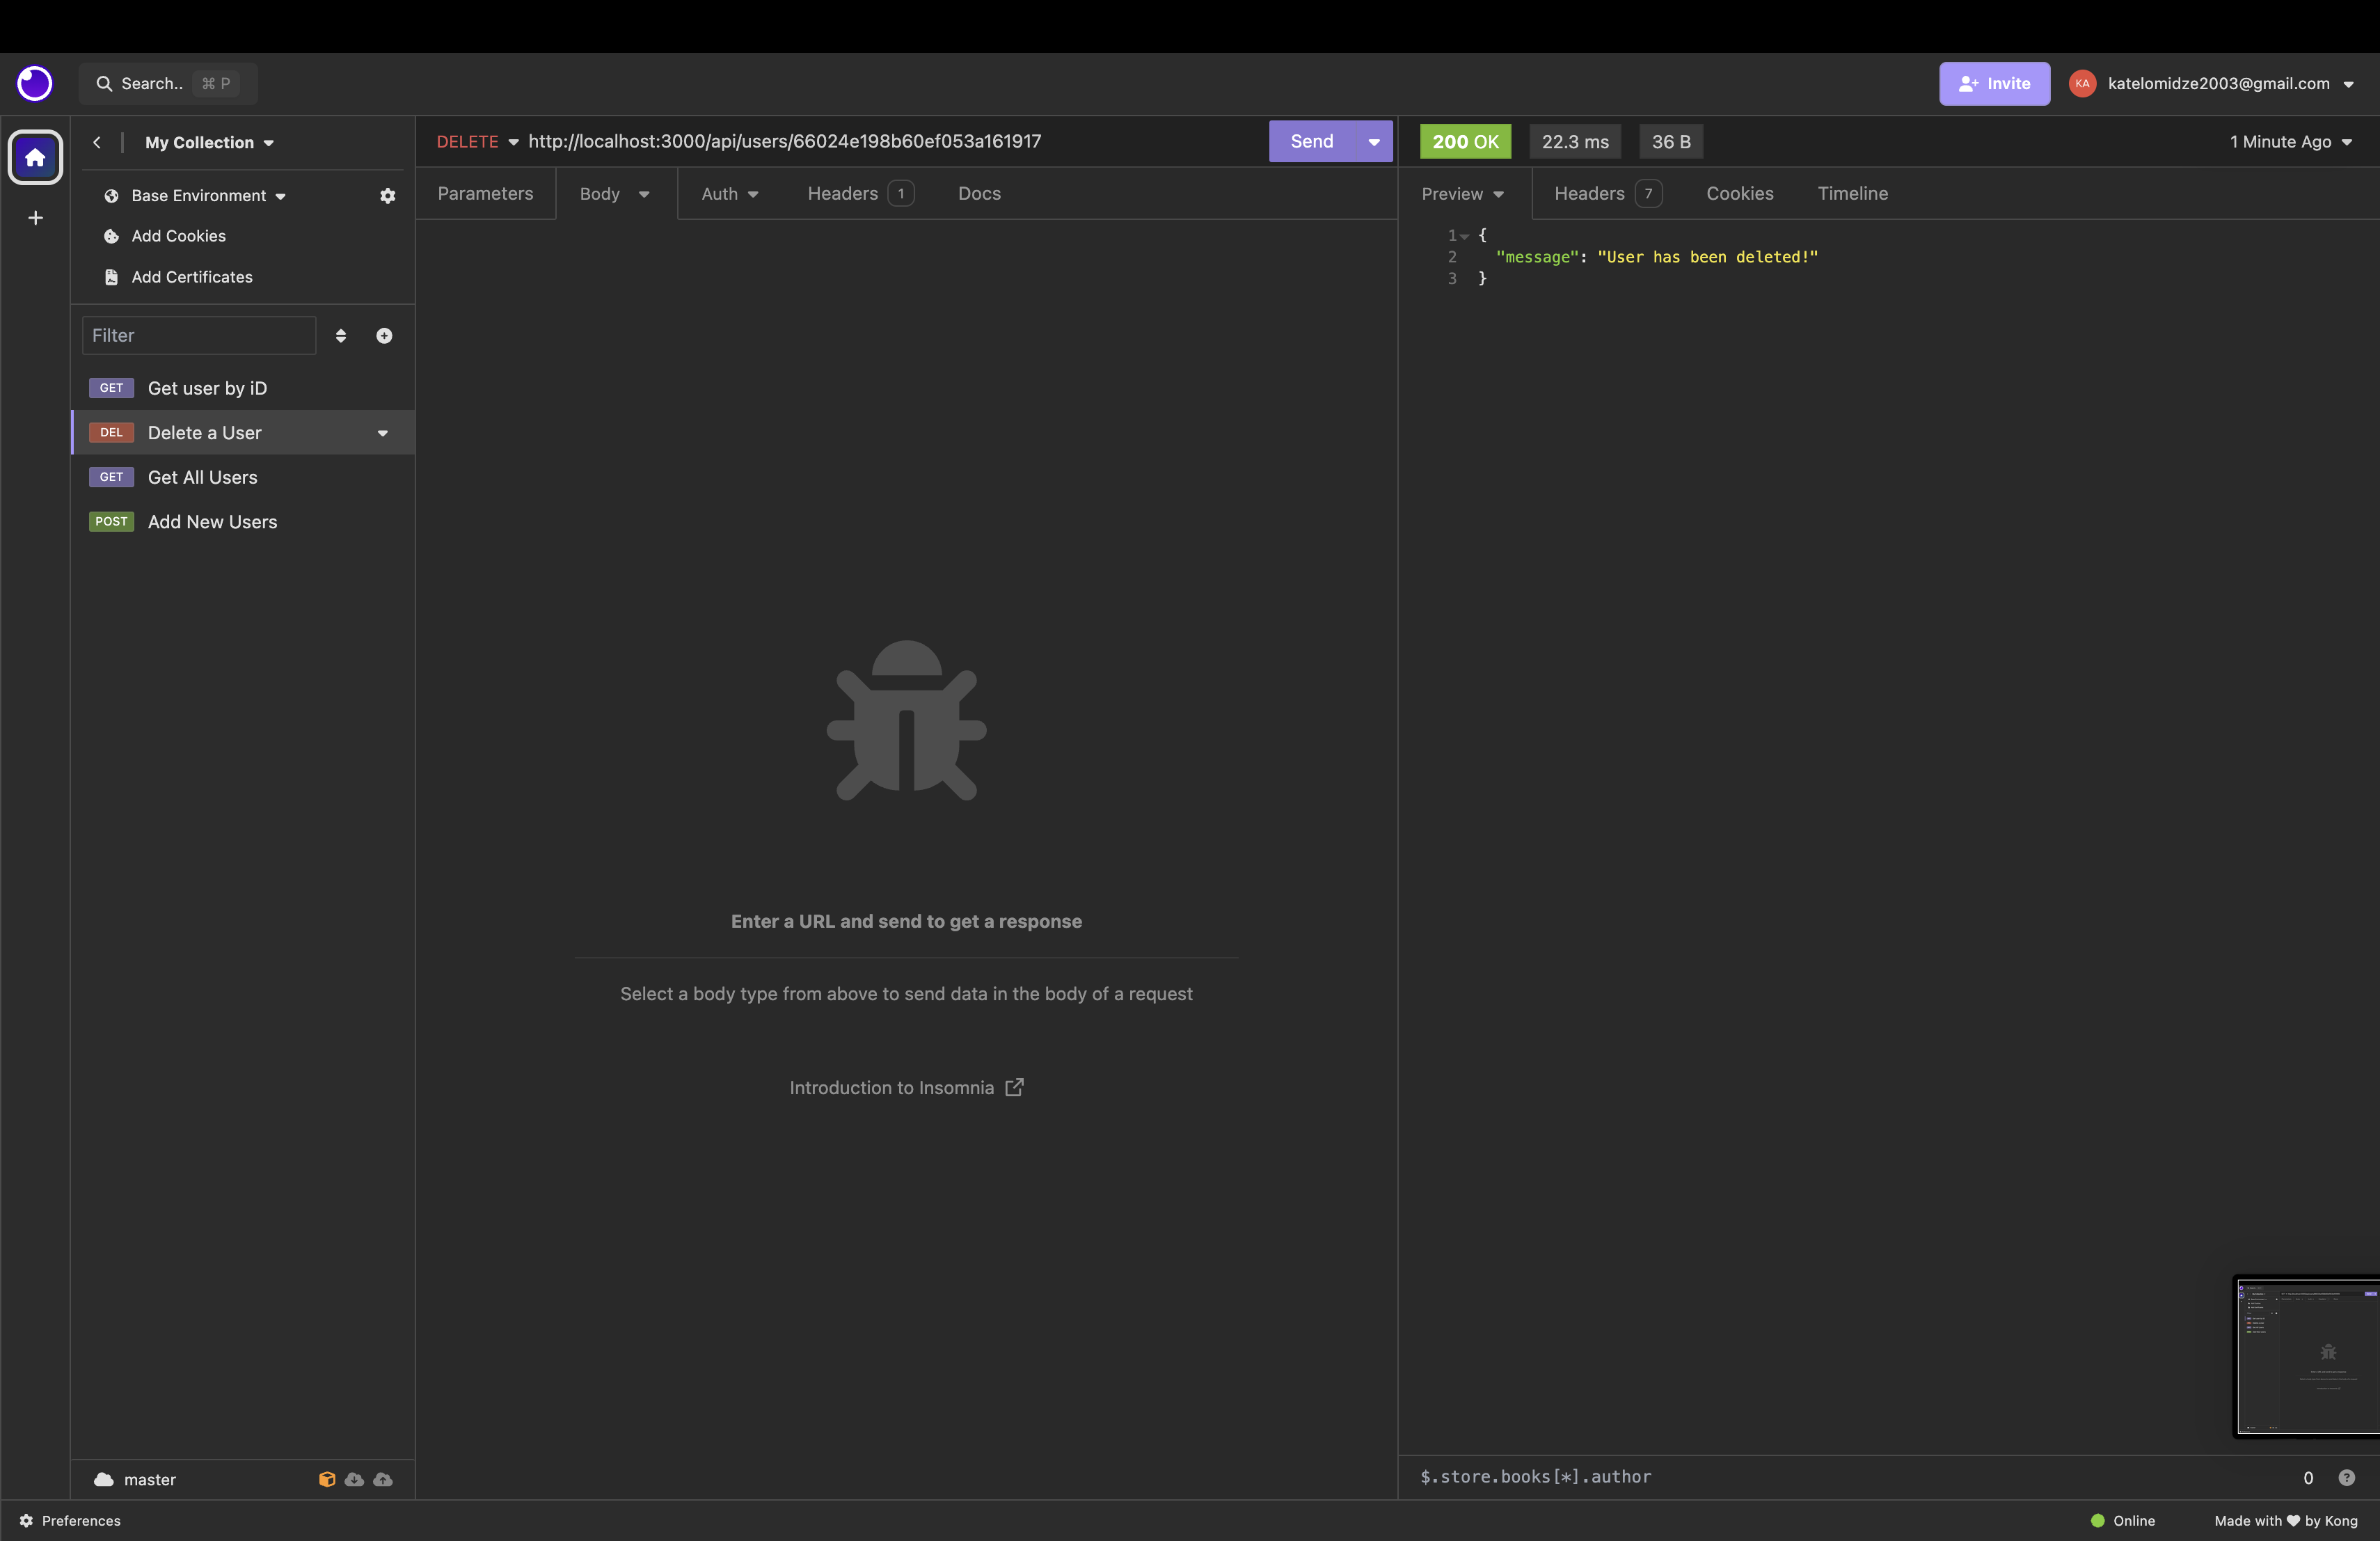 Search.. ⌘ P
Invite
KA katelomidze2003@gmail.com
My Collection
DELETE http://localhost:3000/api/users/66024e198b60ef053a161917
Send
200 OK 22.3 ms 36 B
1 Minute Ago
Base Environment
Add Cookies
Add Certificates
Parameters Body Auth Headers 1 Docs
Preview Headers 7 Cookies Timeline
1 {
2 "message": "User has been deleted!"
3 }
Filter
GET Get user by iD
DEL Delete a User
GET Get All Users
POST Add New Users
Enter a URL and send to get a response
Select a body type from above to send data in the body of a request
Introduction to Insomnia
master
$.store.books[*].author
0 ?
Preferences
Online
Made with ♥ by Kong